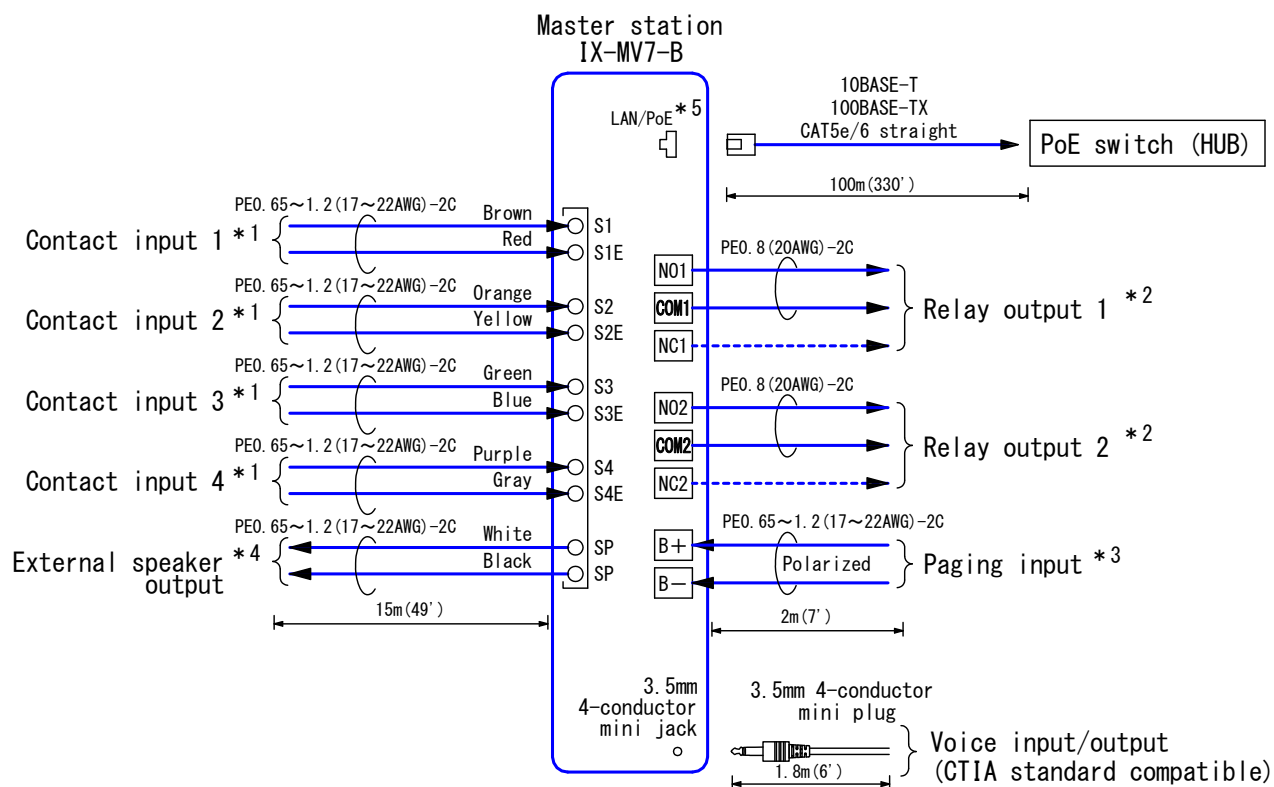 Master station
IX-MV7-B
LAN/PoE *5
10BASE-T
100BASE-TX
CAT5e/6 straight
PoE switch (HUB)
100m(330')
Contact input 1 *1
PE0.65~1.2(17~22AWG)-2C
Brown
Red
S1
S1E
Contact input 2 *1
PE0.65~1.2(17~22AWG)-2C
Orange
Yellow
S2
S2E
Contact input 3 *1
PE0.65~1.2(17~22AWG)-2C
Green
Blue
S3
S3E
Contact input 4 *1
PE0.65~1.2(17~22AWG)-2C
Purple
Gray
S4
S4E
External speaker *4
output
PE0.65~1.2(17~22AWG)-2C
White
Black
SP
SP
15m(49')
NO1
COM1
NC1
PE0.8(20AWG)-2C
Relay output 1 *2
NO2
COM2
NC2
PE0.8(20AWG)-2C
Relay output 2 *2
B+
B−
PE0.65~1.2(17~22AWG)-2C
Polarized
Paging input *3
2m(7')
3.5mm
4-conductor
mini jack
3.5mm 4-conductor
mini plug
1.8m(6')
Voice input/output
(CTIA standard compatible)